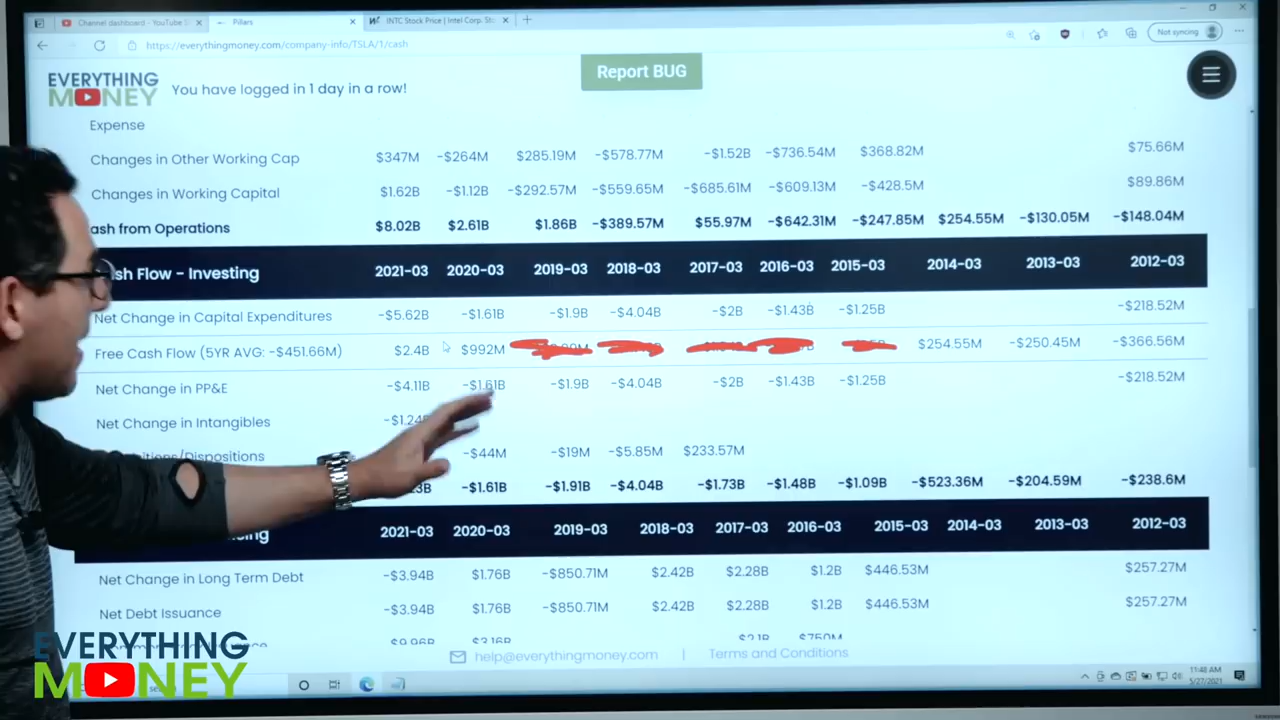 Channel dashboard - YouTube S
Pillars
INTC Stock Price | Intel Corp. Sto
https://everythingmoney.com/company-info/TSLA/1/cash
Not syncing
EVERYTHING
MONEY
You have logged in 1 day in a row!
Report BUG
Expense
Changes in Other Working Cap $347M -$264M $285.19M -$578.77M -$1.52B -$736.54M $368.82M $75.66M
Changes in Working Capital $1.62B -$1.12B -$292.57M -$559.65M -$685.61M -$609.13M -$428.5M $89.86M
ash from Operations $8.02B $2.61B $1.86B -$389.57M $55.97M -$642.31M -$247.85M $254.55M -$130.05M -$148.04M
sh Flow - Investing 2021-03 2020-03 2019-03 2018-03 2017-03 2016-03 2015-03 2014-03 2013-03 2012-03
Net Change in Capital Expenditures -$5.62B -$1.61B -$1.9B -$4.04B -$2B -$1.43B -$1.25B -$218.52M
Free Cash Flow (5YR AVG: -$451.66M) $2.4B $992M $254.55M -$250.45M -$366.56M
Net Change in PP&E -$4.11B -$1.61B -$1.9B -$4.04B -$2B -$1.43B -$1.25B -$218.52M
Net Change in Intangibles -$1.24
itions/Dispositions -$44M -$19M -$5.85M $233.57M
3B -$1.61B -$1.91B -$4.04B -$1.73B -$1.48B -$1.09B -$523.36M -$204.59M -$238.6M
2021-03 2020-03 2019-03 2018-03 2017-03 2016-03 2015-03 2014-03 2013-03 2012-03
Net Change in Long Term Debt -$3.94B $1.76B -$850.71M $2.42B $2.28B $1.2B $446.53M $257.27M
Net Debt Issuance -$3.94B $1.76B -$850.71M $2.42B $2.28B $1.2B $446.53M $257.27M
help@everythingmoney.com | Terms and Conditions
EVERYTHING
MONEY
11:48 AM
5/27/2021